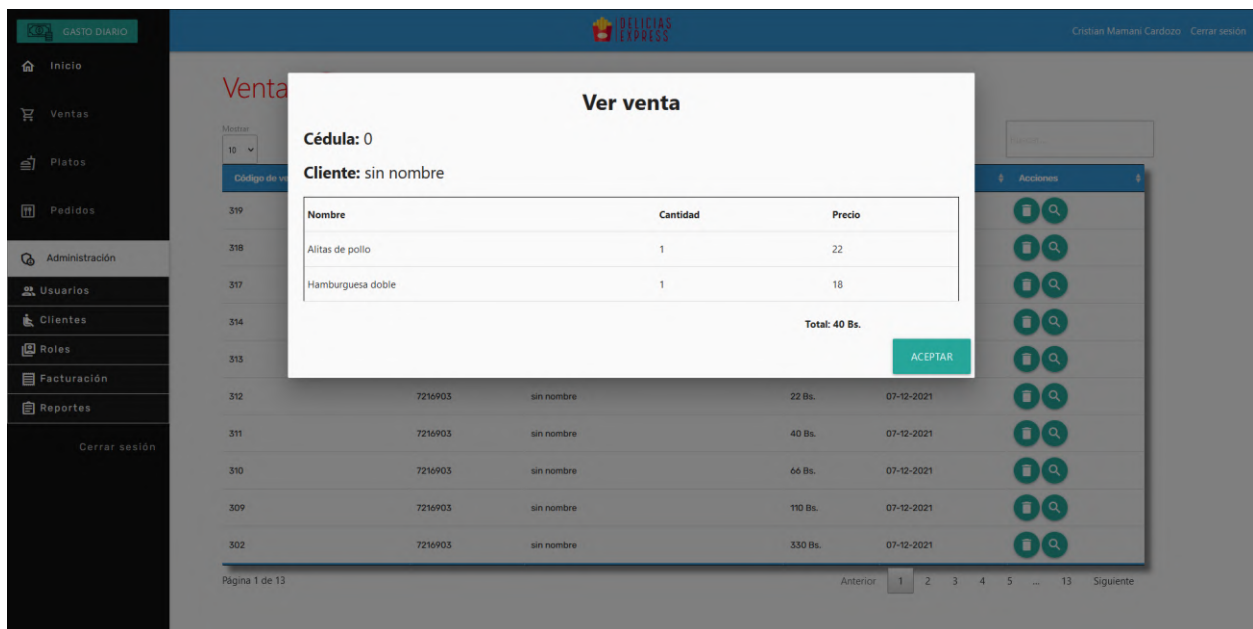 GASTO DIARIO
DELICIAS
EXPRESS
Cristian Mamani Cardozo Cerrar sesión
Inicio
Ventas
Platos
Pedidos
Administración
Usuarios
Clientes
Roles
Facturación
Reportes
Cerrar sesión
Venta
Mostrar
10
Código de ve
Acciones
319
318
317
314
313
Ver venta
Cédula: 0
Cliente: sin nombre
Nombre Cantidad Precio
Alitas de pollo 1 22
Hamburguesa doble 1 18
Total: 40 Bs.
ACEPTAR
312 7216903 sin nombre 22 Bs. 07-12-2021
311 7216903 sin nombre 40 Bs. 07-12-2021
310 7216903 sin nombre 66 Bs. 07-12-2021
309 7216903 sin nombre 110 Bs. 07-12-2021
302 7216903 sin nombre 330 Bs. 07-12-2021
Página 1 de 13
Anterior 1 2 3 4 5 ... 13 Siguiente